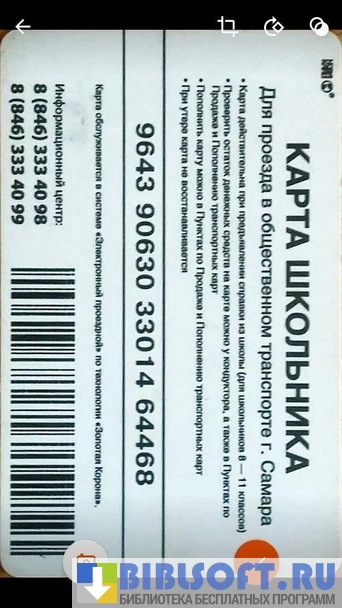 КАРТА ШКОЛЬНИКА
Для проезда в общественном транспорте г. Самара
• Карта действительна при предъявлении справки из школы (для школьников 8 — 11 классов)
• Проверить остаток денежных средств на карте можно у кондуктора, а также в Пунктах по
Продаже и Пополнению транспортных карт
• Пополнить карту можно в Пунктах по Продаже и Пополнению транспортных карт
• При утере карта не восстанавливается
9643 90630 33014 64468
Карта обслуживается в системе «Электронный проездной» по технологии «Золотая Корона».
Информационный центр:
8 (846) 333 40 98
8 (846) 333 40 99
BIBLSOFT.RU
БИБЛИОТЕКА БЕСПЛАТНЫХ ПРОГРАММ